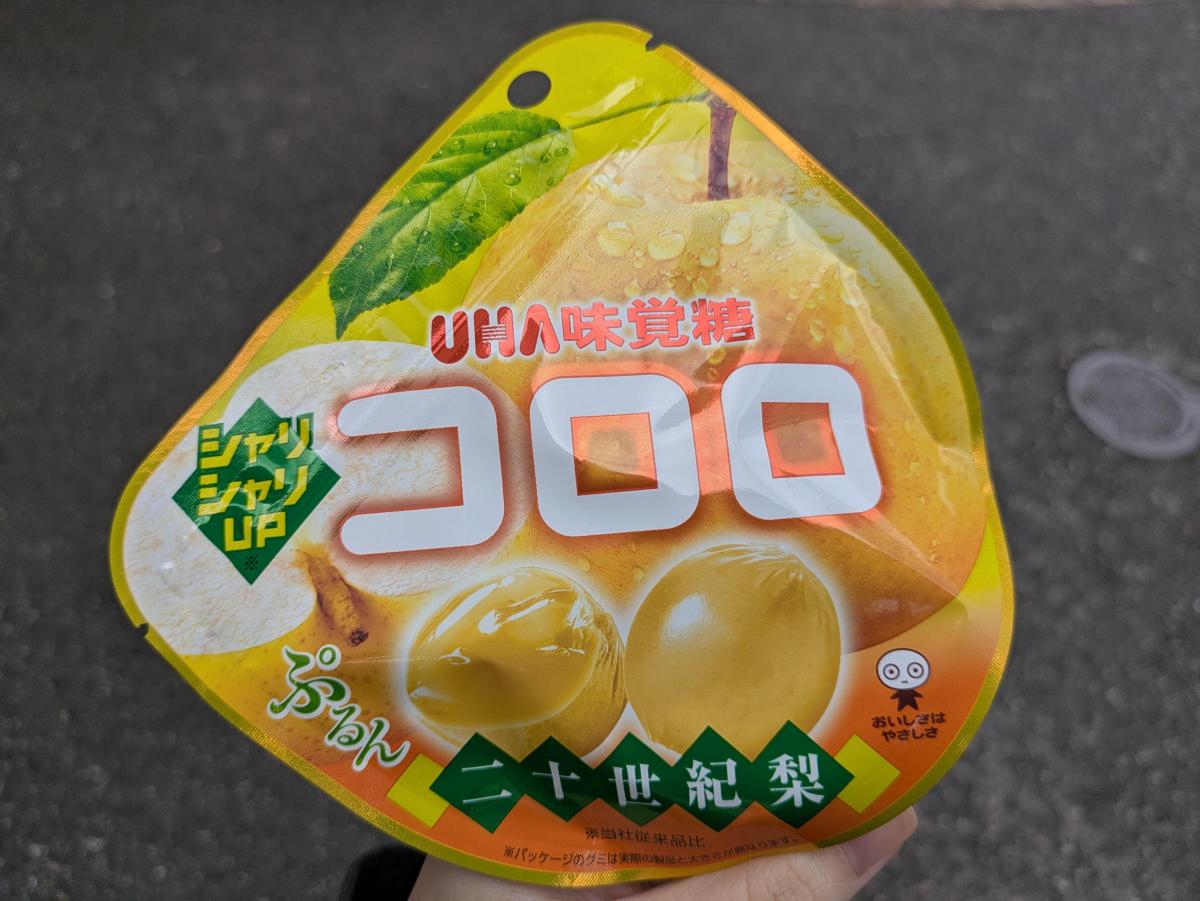 UHA味覚糖
コロロ
シャリ
シャリ
UP
※
ぷるん
おいしさは
やさしさ
二十世紀梨
※当社従来品比
※パッケージのグミは実際の製品と大きさが異なります。